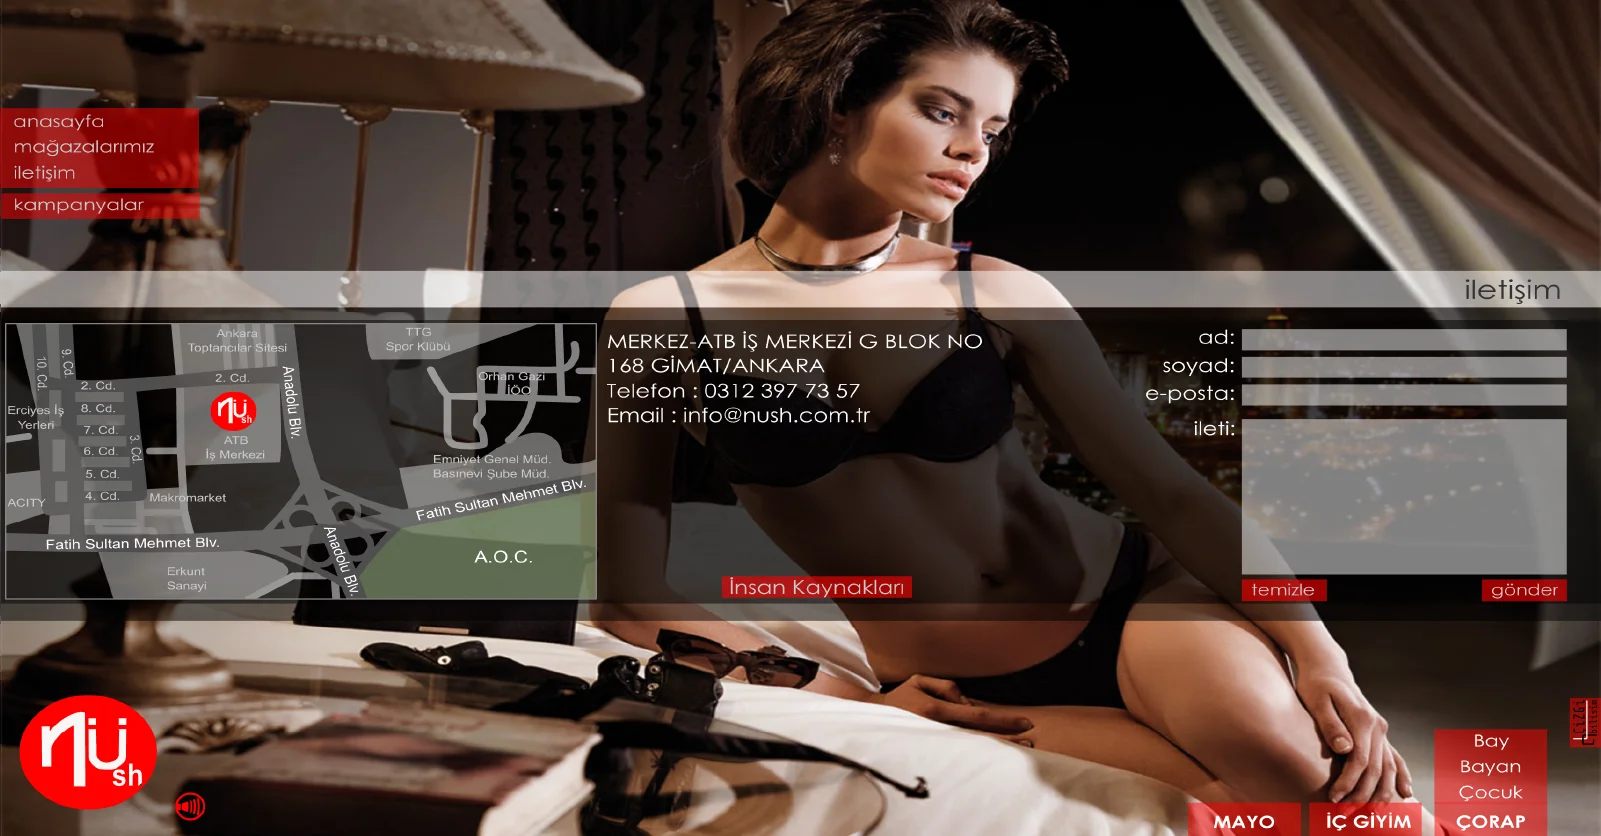 anasayfa
mağazalarımız
iletişim
kampanyalar
iletişim
Ankara
Toptancılar Sitesi
TTG
Spor Klübü
10. Cd.
9. Cd.
2. Cd.
2. Cd.
Anadolu Blv.
Orhan Gazi
İÖO
Erciyes İş
Yerleri
8. Cd.
7. Cd.
6. Cd.
3. Cd.
5. Cd.
4. Cd.
nüsh
ATB
İş Merkezi
Emniyet Genel Müd.
Basınevi Şube Müd.
ACITY
Makromarket
Fatih Sultan Mehmet Blv.
Fatih Sultan Mehmet Blv.
Anadolu Blv.
A.O.C.
Erkunt
Sanayi
MERKEZ-ATB İŞ MERKEZİ G BLOK NO
168 GİMAT/ANKARA
Telefon : 0312 397 73 57
Email : info@nush.com.tr
İnsan Kaynakları
ad:
soyad:
e-posta:
ileti:
temizle
gönder
nüsh
Bay
Bayan
Çocuk
MAYO
İÇ GİYİM
ÇORAP